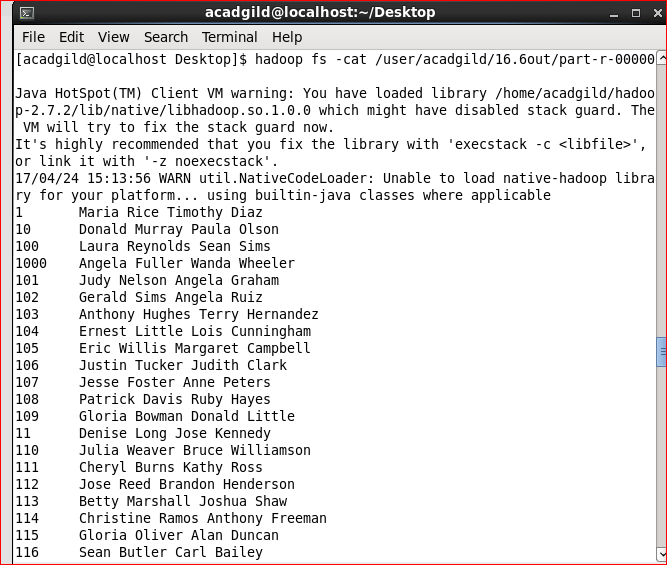 acadgild@localhost:~/Desktop
File Edit View Search Terminal Help
[acadgild@localhost Desktop]$ hadoop fs -cat /user/acadgild/16.6out/part-r-00000
Java HotSpot(TM) Client VM warning: You have loaded library /home/acadgild/hadoo
p-2.7.2/lib/native/libhadoop.so.1.0.0 which might have disabled stack guard. The
 VM will try to fix the stack guard now.
It's highly recommended that you fix the library with 'execstack -c <libfile>',
or link it with '-z noexecstack'.
17/04/24 15:13:56 WARN util.NativeCodeLoader: Unable to load native-hadoop libra
ry for your platform... using builtin-java classes where applicable
1 Maria Rice Timothy Diaz
10 Donald Murray Paula Olson
100 Laura Reynolds Sean Sims
1000 Angela Fuller Wanda Wheeler
101 Judy Nelson Angela Graham
102 Gerald Sims Angela Ruiz
103 Anthony Hughes Terry Hernandez
104 Ernest Little Lois Cunningham
105 Eric Willis Margaret Campbell
106 Justin Tucker Judith Clark
107 Jesse Foster Anne Peters
108 Patrick Davis Ruby Hayes
109 Gloria Bowman Donald Little
11 Denise Long Jose Kennedy
110 Julia Weaver Bruce Williamson
111 Cheryl Burns Kathy Ross
112 Jose Reed Brandon Henderson
113 Betty Marshall Joshua Shaw
114 Christine Ramos Anthony Freeman
115 Gloria Oliver Alan Duncan
116 Sean Butler Carl Bailey